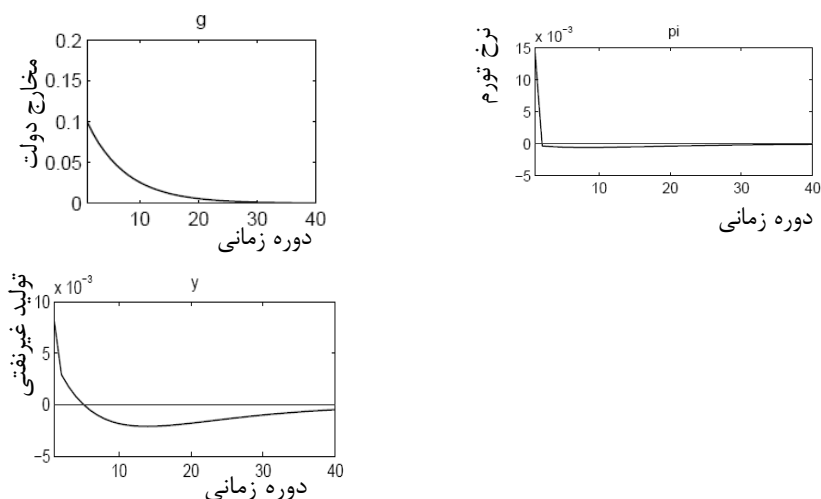 g
مخارج دولت
0.2
0.15
0.1
0.05
0
10 20 30 40
دوره زمانی
pi
نرخ تورم
x 10⁻³
15
10
5
0
−5
10 20 30 40
دوره زمانی
y
تولید غیرنفتی
x 10⁻³
10
5
0
−5
10 20 30 40
دوره زمانی